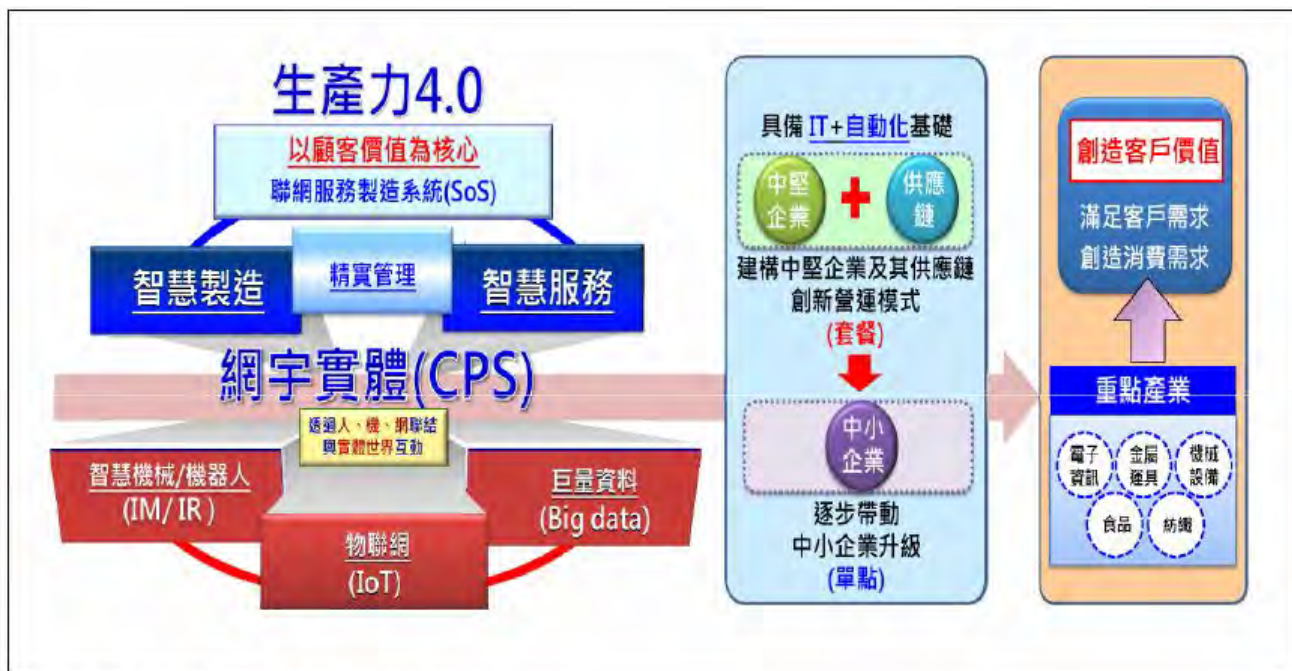 生產力4.0
以顧客價值為核心
聯網服務製造系統(SoS)
智慧製造
精實管理
智慧服務
網宇實體(CPS)
透過人、機、網聯結
與實體世界互動
智慧機械/機器人
(IM/ IR )
巨量資料
(Big data)
物聯網
(IoT)
具備 IT+自動化基礎
中堅
企業
供應
鏈
建構中堅企業及其供應鏈
創新營運模式
(套餐)
中小
企業
逐步帶動
中小企業升級
(單點)
創造客戶價值
滿足客戶需求
創造消費需求
重點產業
電子
資訊
金屬
運具
機械
設備
食品
紡織